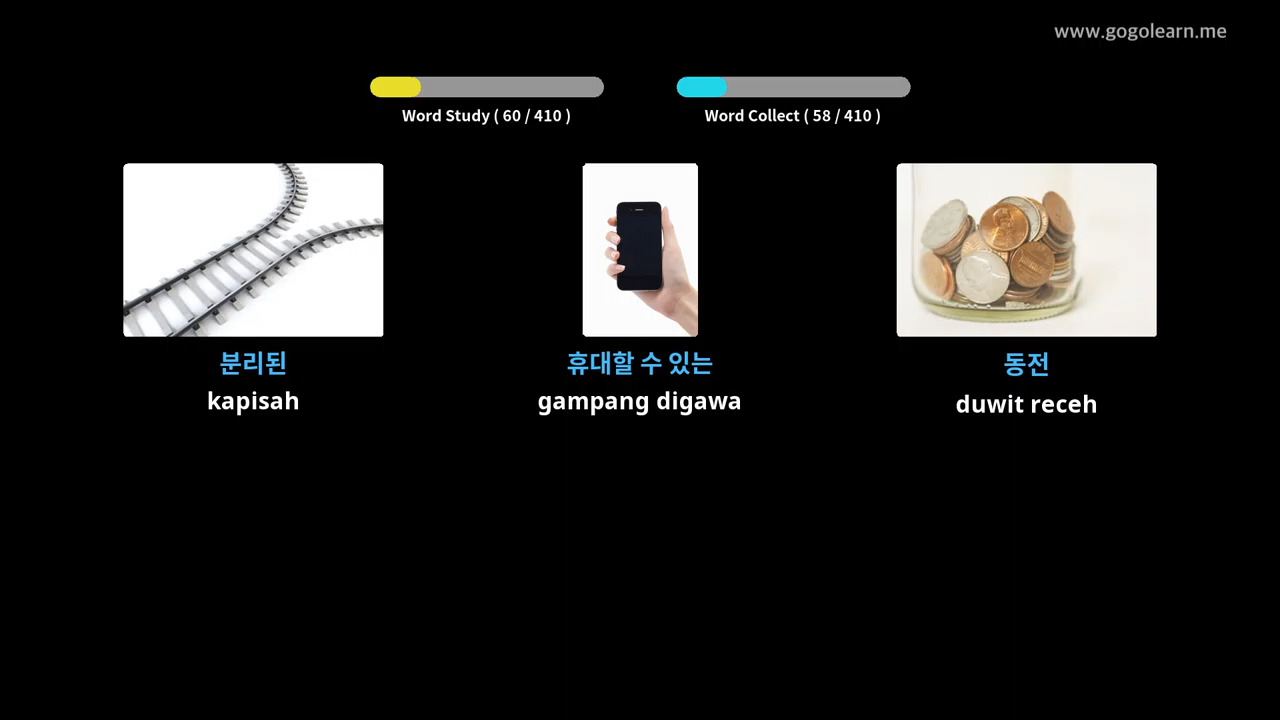 www.gogolearn.me
Word Study ( 60 / 410 )
Word Collect ( 58 / 410 )
분리된
kapisah
휴대할 수 있는
gampang digawa
동전
duwit receh